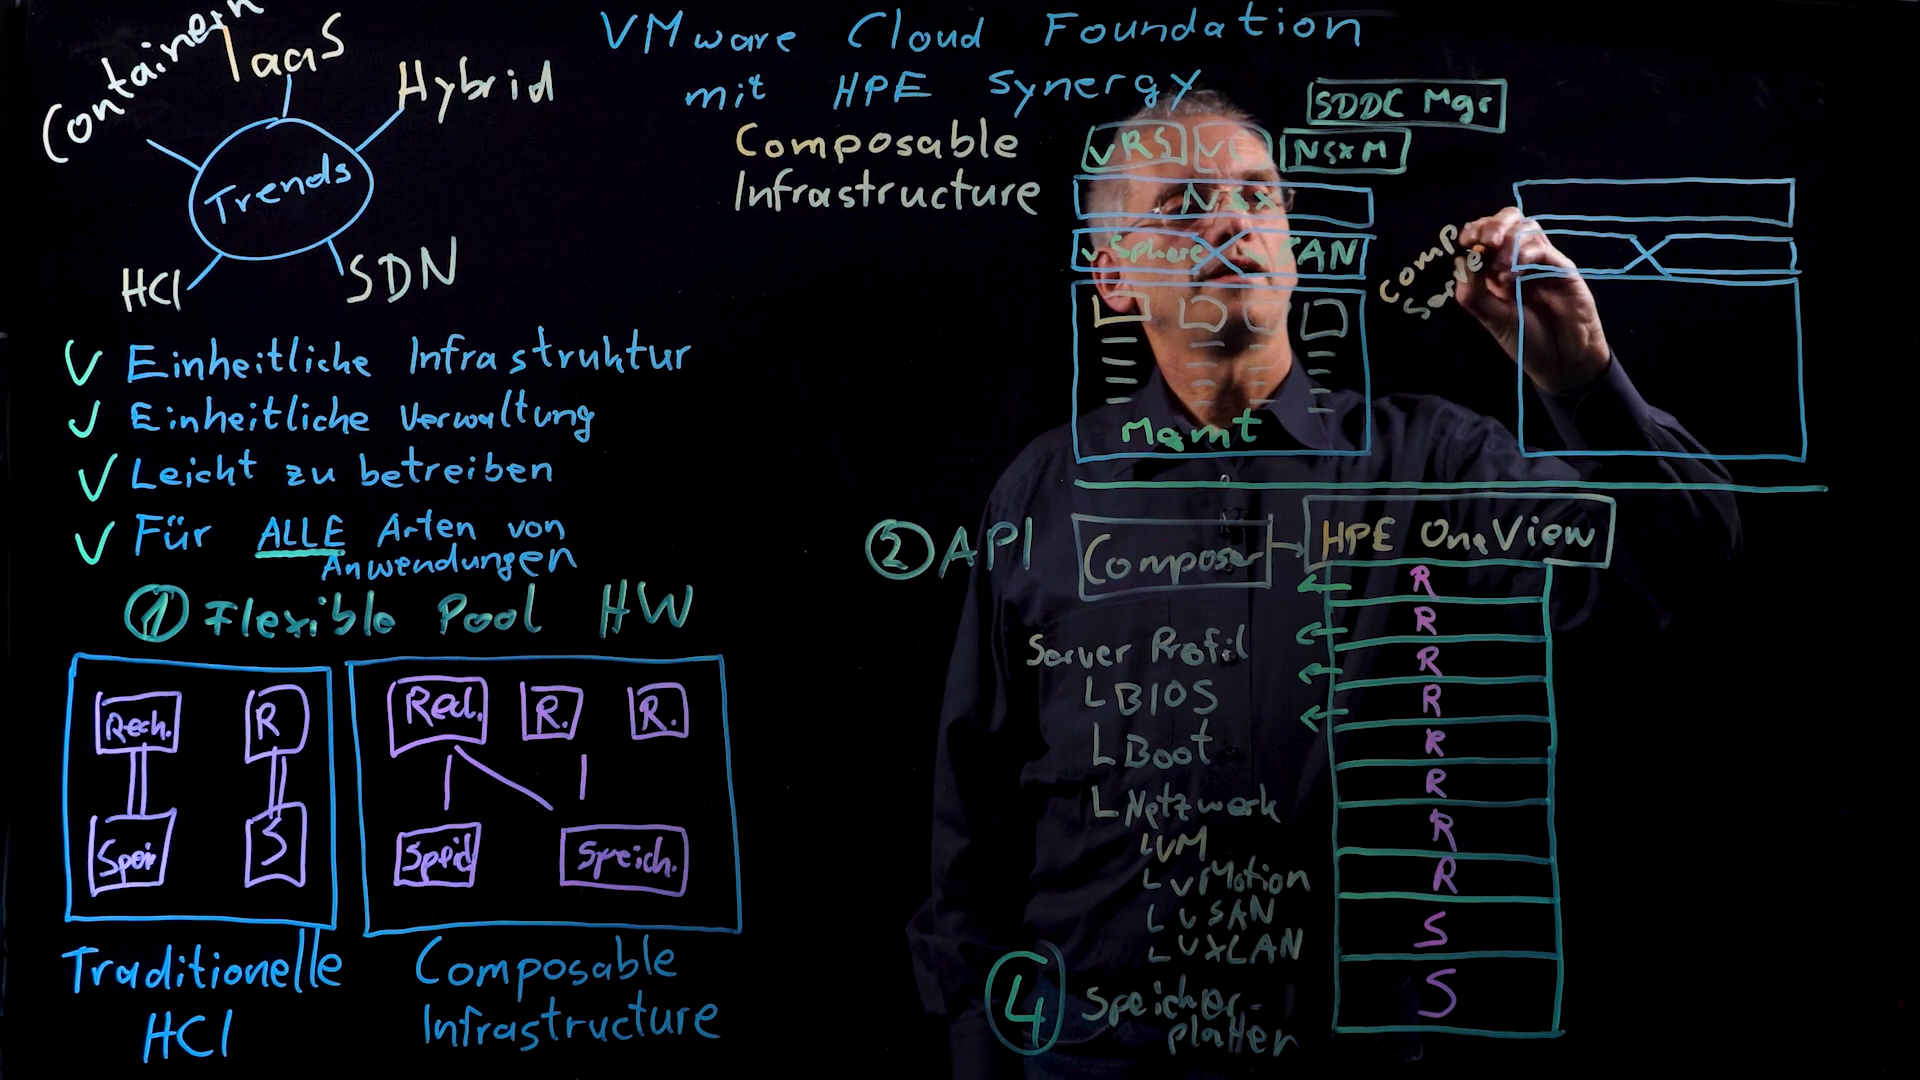 VMware Cloud Foundation
mit HPE Synergy
Composable
Infrastructure
Container
IaaS
Hybrid
Trends
HCI
SDN
Einheitliche Infrastruktur
Einheitliche Verwaltung
Leicht zu betreiben
Für ALLE Arten von
Anwendungen
1 Flexible Pool HW
Rech. R
Speir S
Traditionelle
HCI
Rech. R. R.
Speich Speich.
Composable
Infrastructure
SDDC Mgr
vRS NSXM
NSX
vSphere
Mgmt
Comp
2 API
Composer
HPE OneView
R
R
R
R
R
R
R
R
S
S
Server Profil
L BIOS
L Boot
L Netzwerk
L VM
L vMotion
L vSAN
L VXLAN
4 Speicher-
platten